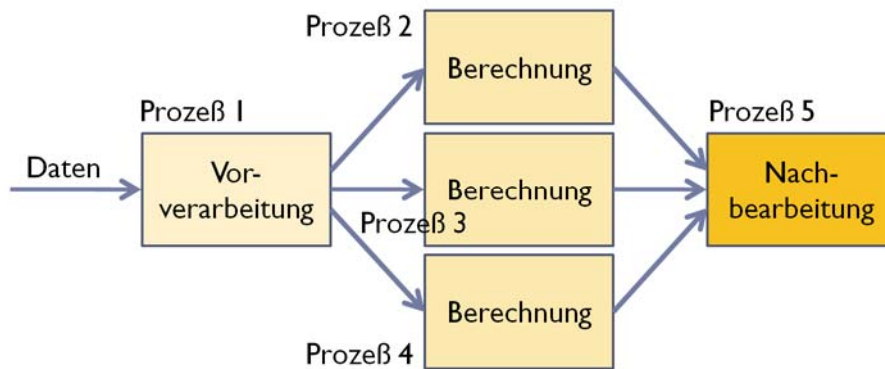 Prozeß 2
Berechnung
Prozeß 1
Prozeß 5
Daten
Vor-
verarbeitung
Berechnung
Nach-
bearbeitung
Prozeß 3
Berechnung
Prozeß 4